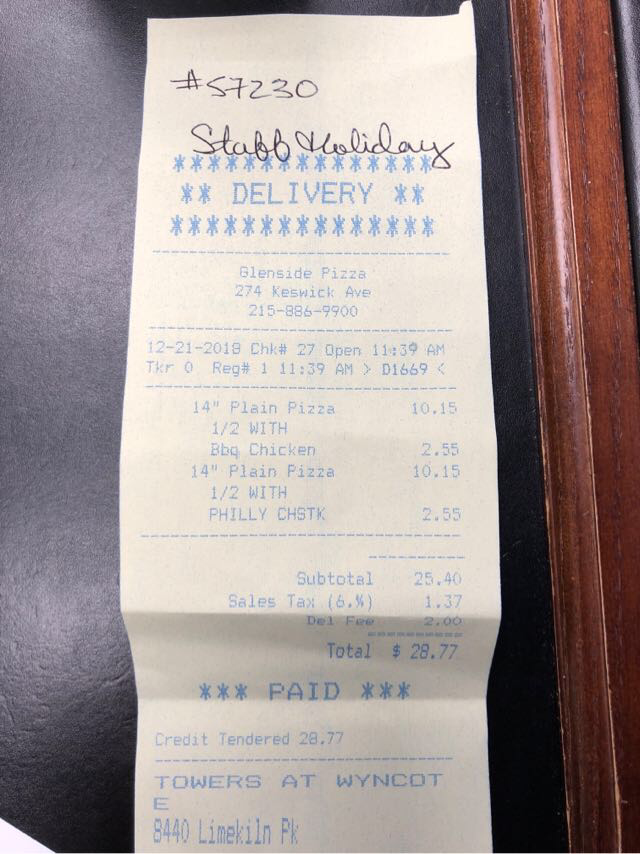 #57230
Staff Holiday
***************
** DELIVERY **
***************
Glenside Pizza
274 Keswick Ave
215-886-9900
12-21-2018 Chk# 27 Open 11:39 AM
Tkr 0 Reg# 1 11:39 AM > D1669 <
14" Plain Pizza 10.15
1/2 WITH
Bbq Chicken 2.55
14" Plain Pizza 10.15
1/2 WITH
PHILLY CHSTK 2.55
Subtotal 25.40
Sales Tax (6.%) 1.37
Del Fee 2.00
Total $ 28.77
*** PAID ***
Credit Tendered 28.77
TOWERS AT WYNCOT
E
8440 Limekiln Pk